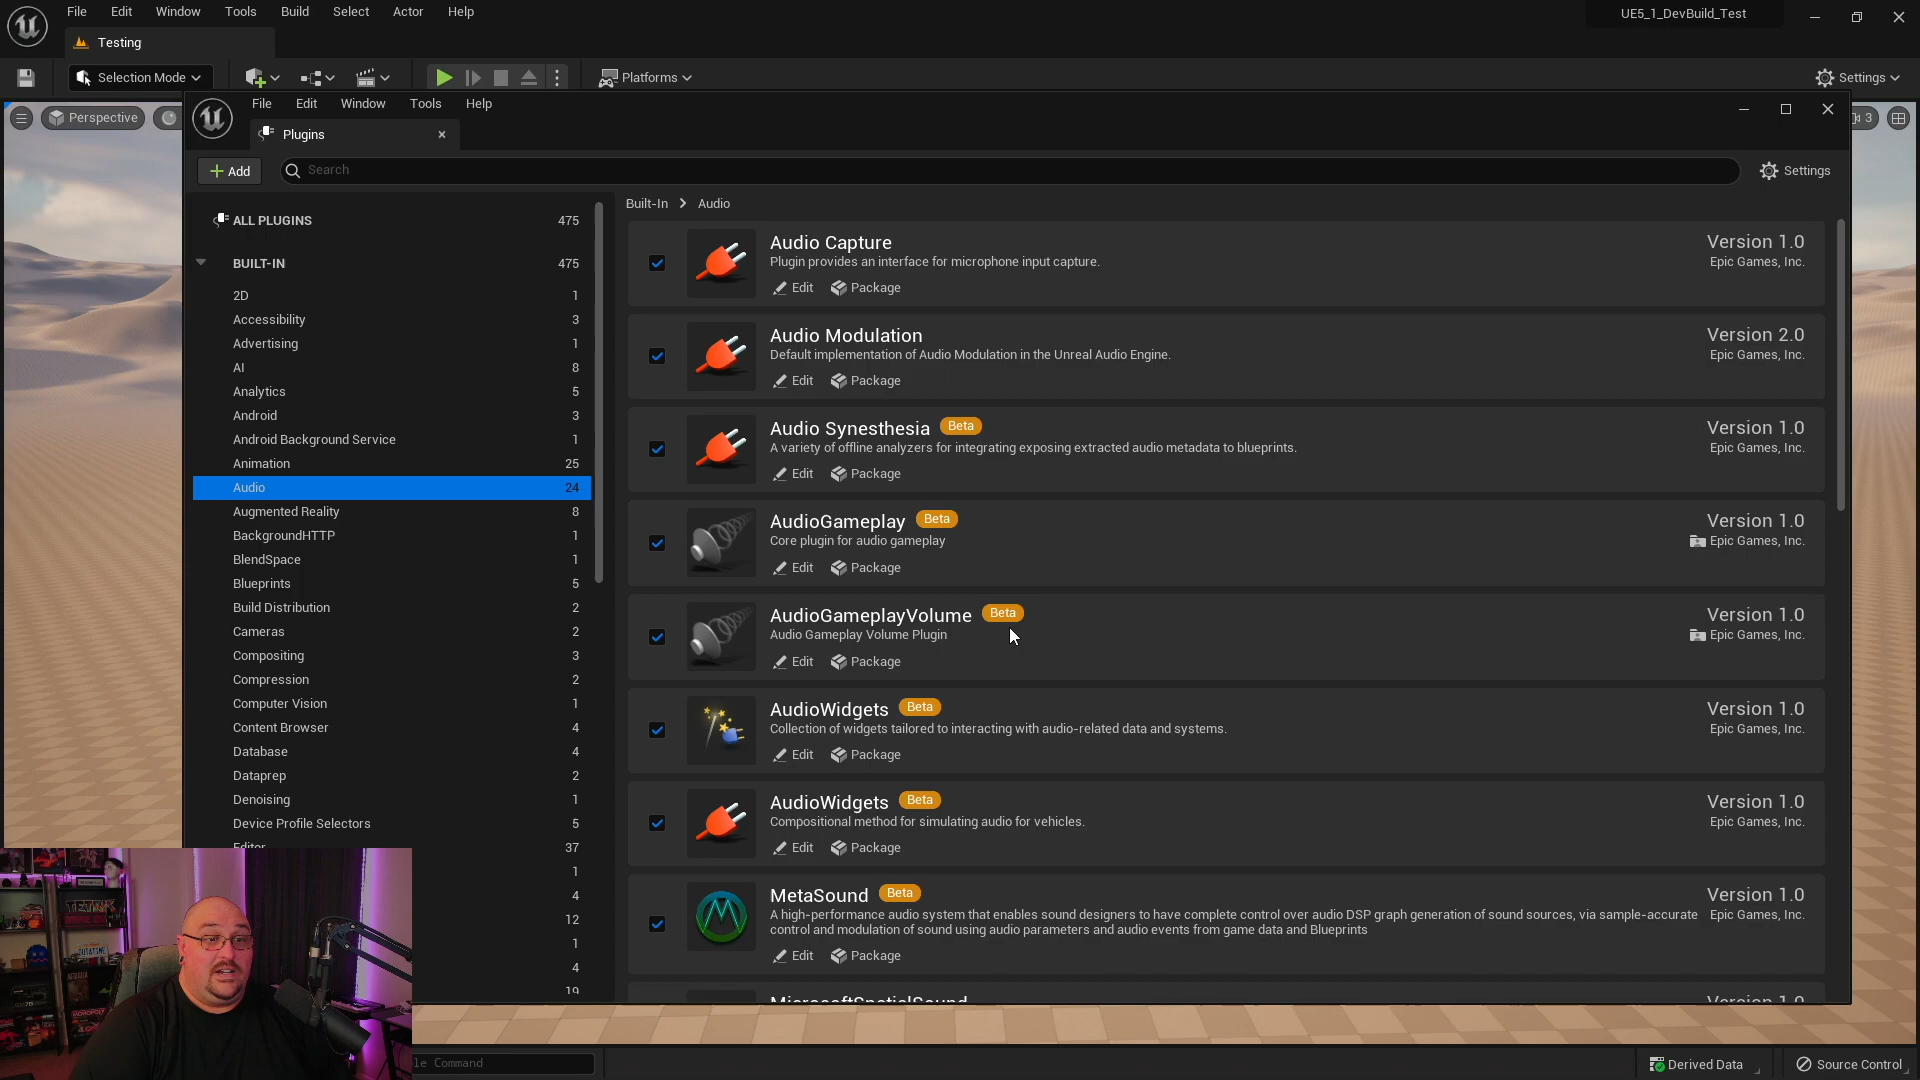 File Edit Window Tools Build Select Actor Help
UE5_1_DevBuild_Test
Testing
Selection Mode
Platforms
Settings
File Edit Window Tools Help
Perspective
3
Plugins
Add
Search
Settings
ALL PLUGINS 475
BUILT-IN 475
2D 1
Accessibility 3
Advertising 1
AI 8
Analytics 5
Android 3
Android Background Service 1
Animation 25
Audio 24
Augmented Reality 8
BackgroundHTTP 1
BlendSpace 1
Blueprints 5
Build Distribution 2
Cameras 2
Compositing 3
Compression 2
Computer Vision 1
Content Browser 4
Database 4
Dataprep 2
Denoising 1
Device Profile Selectors 5
Editor 37
1
4
12
1
4
19
Built-In > Audio
Audio Capture
Version 1.0
Plugin provides an interface for microphone input capture.
Epic Games, Inc.
Edit Package
Audio Modulation
Version 2.0
Default implementation of Audio Modulation in the Unreal Audio Engine.
Epic Games, Inc.
Edit Package
Audio Synesthesia Beta
Version 1.0
A variety of offline analyzers for integrating exposing extracted audio metadata to blueprints.
Epic Games, Inc.
Edit Package
AudioGameplay Beta
Version 1.0
Core plugin for audio gameplay
Epic Games, Inc.
Edit Package
AudioGameplayVolume Beta
Version 1.0
Audio Gameplay Volume Plugin
Epic Games, Inc.
Edit Package
AudioWidgets Beta
Version 1.0
Collection of widgets tailored to interacting with audio-related data and systems.
Epic Games, Inc.
Edit Package
AudioWidgets Beta
Version 1.0
Compositional method for simulating audio for vehicles.
Epic Games, Inc.
Edit Package
MetaSound Beta
Version 1.0
A high-performance audio system that enables sound designers to have complete control over audio DSP graph generation of sound sources, via sample-accurate
Epic Games, Inc.
control and modulation of sound using audio parameters and audio events from game data and Blueprints
Edit Package
MicrosoftSpatialSound
Version 1.0
le Command
Derived Data
Source Control